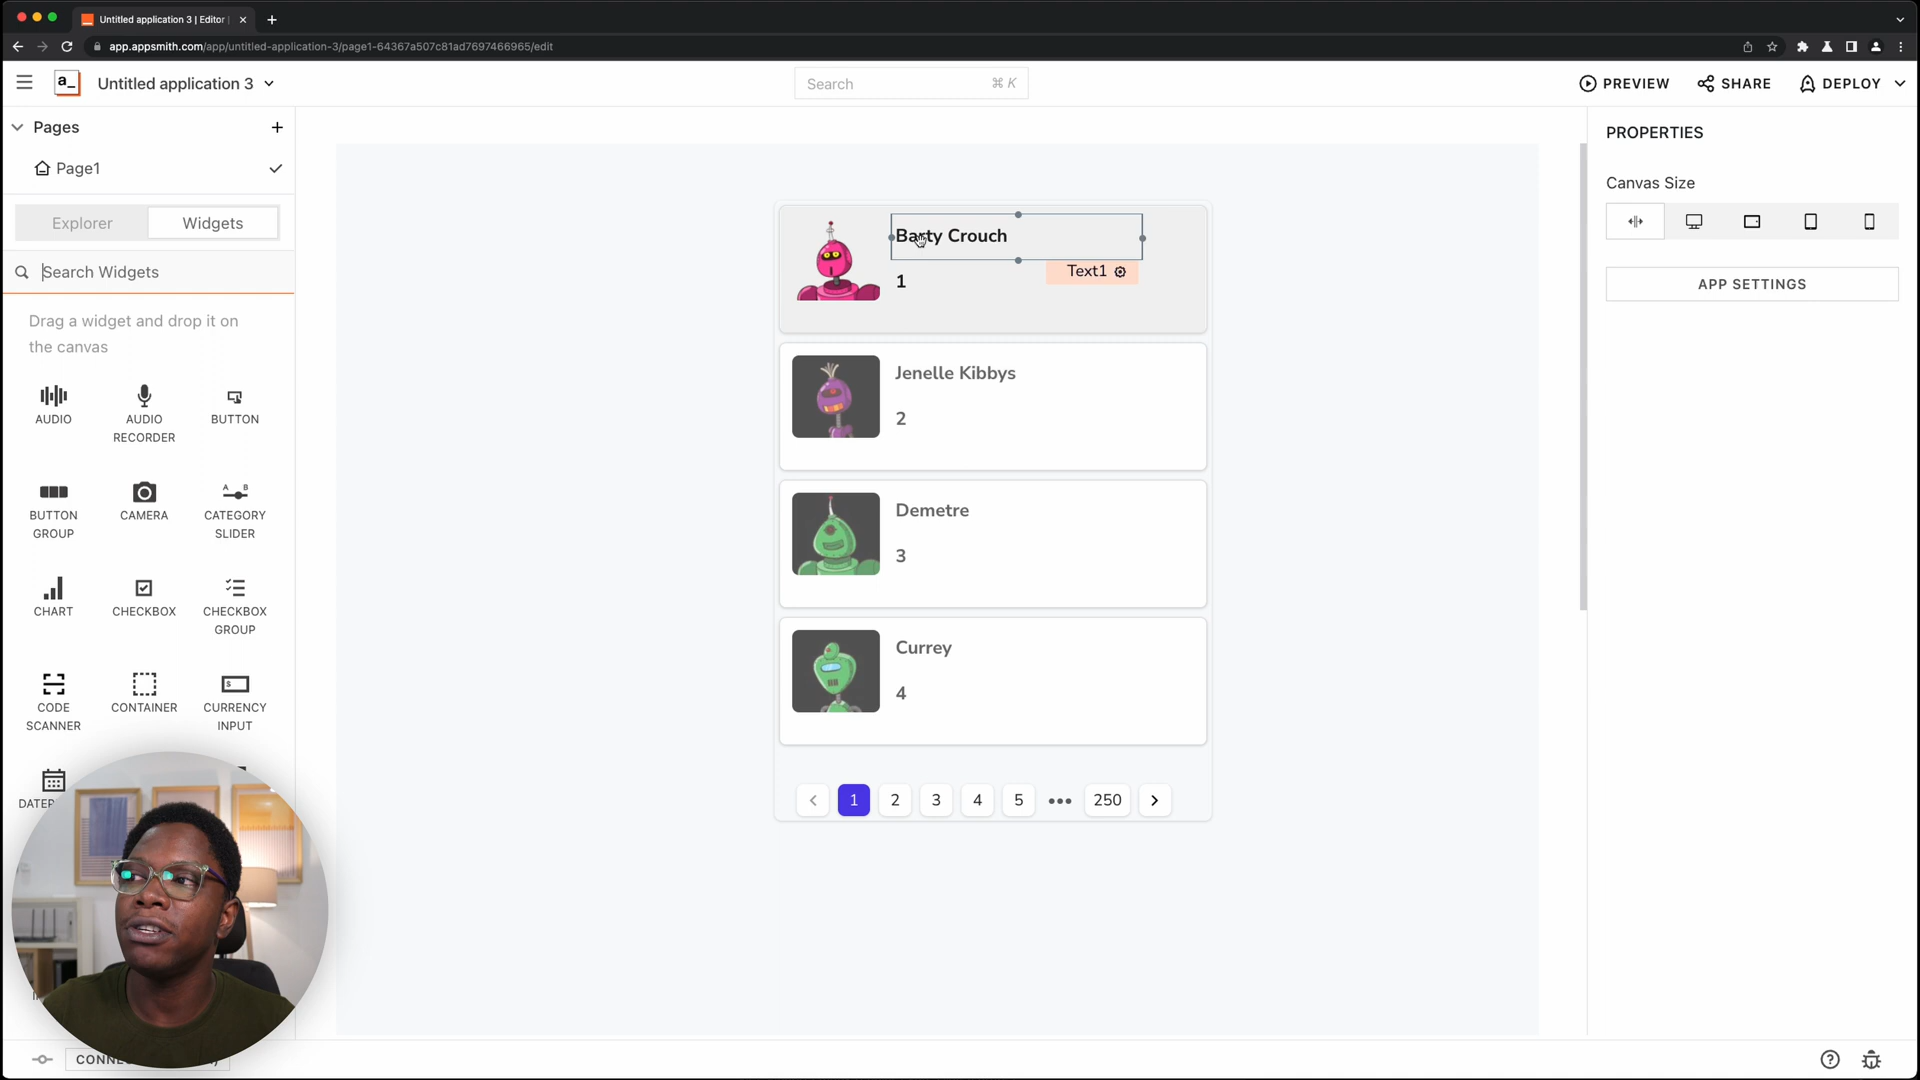 Untitled application 3 | Editor |
app.appsmith.com/app/untitled-application-3/page1-64367a507c81ad7697466965/edit
a_
Untitled application 3
Search
⌘ K
PREVIEW
SHARE
DEPLOY
Pages
Page1
Explorer
Widgets
Search Widgets
Drag a widget and drop it on
the canvas
AUDIO
AUDIO
RECORDER
BUTTON
BUTTON
GROUP
CAMERA
CATEGORY
SLIDER
CHART
CHECKBOX
CHECKBOX
GROUP
CODE
SCANNER
CONTAINER
CURRENCY
INPUT
Barty Crouch
Text1
1
Jenelle Kibbys
2
Demetre
3
Currey
4
1
2
3
4
5
•••
250
PROPERTIES
Canvas Size
APP SETTINGS